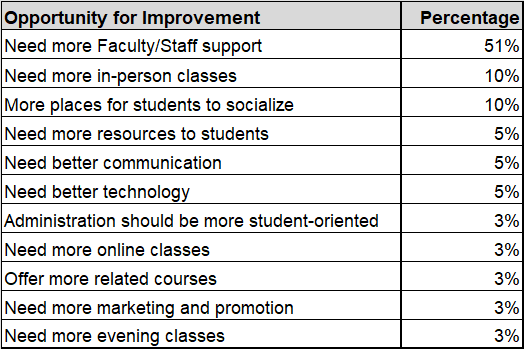 Opportunity for Improvement Percentage
Need more Faculty/Staff support 51%
Need more in-person classes 10%
More places for students to socialize 10%
Need more resources to students 5%
Need better communication 5%
Need better technology 5%
Administration should be more student-oriented 3%
Need more online classes 3%
Offer more related courses 3%
Need more marketing and promotion 3%
Need more evening classes 3%